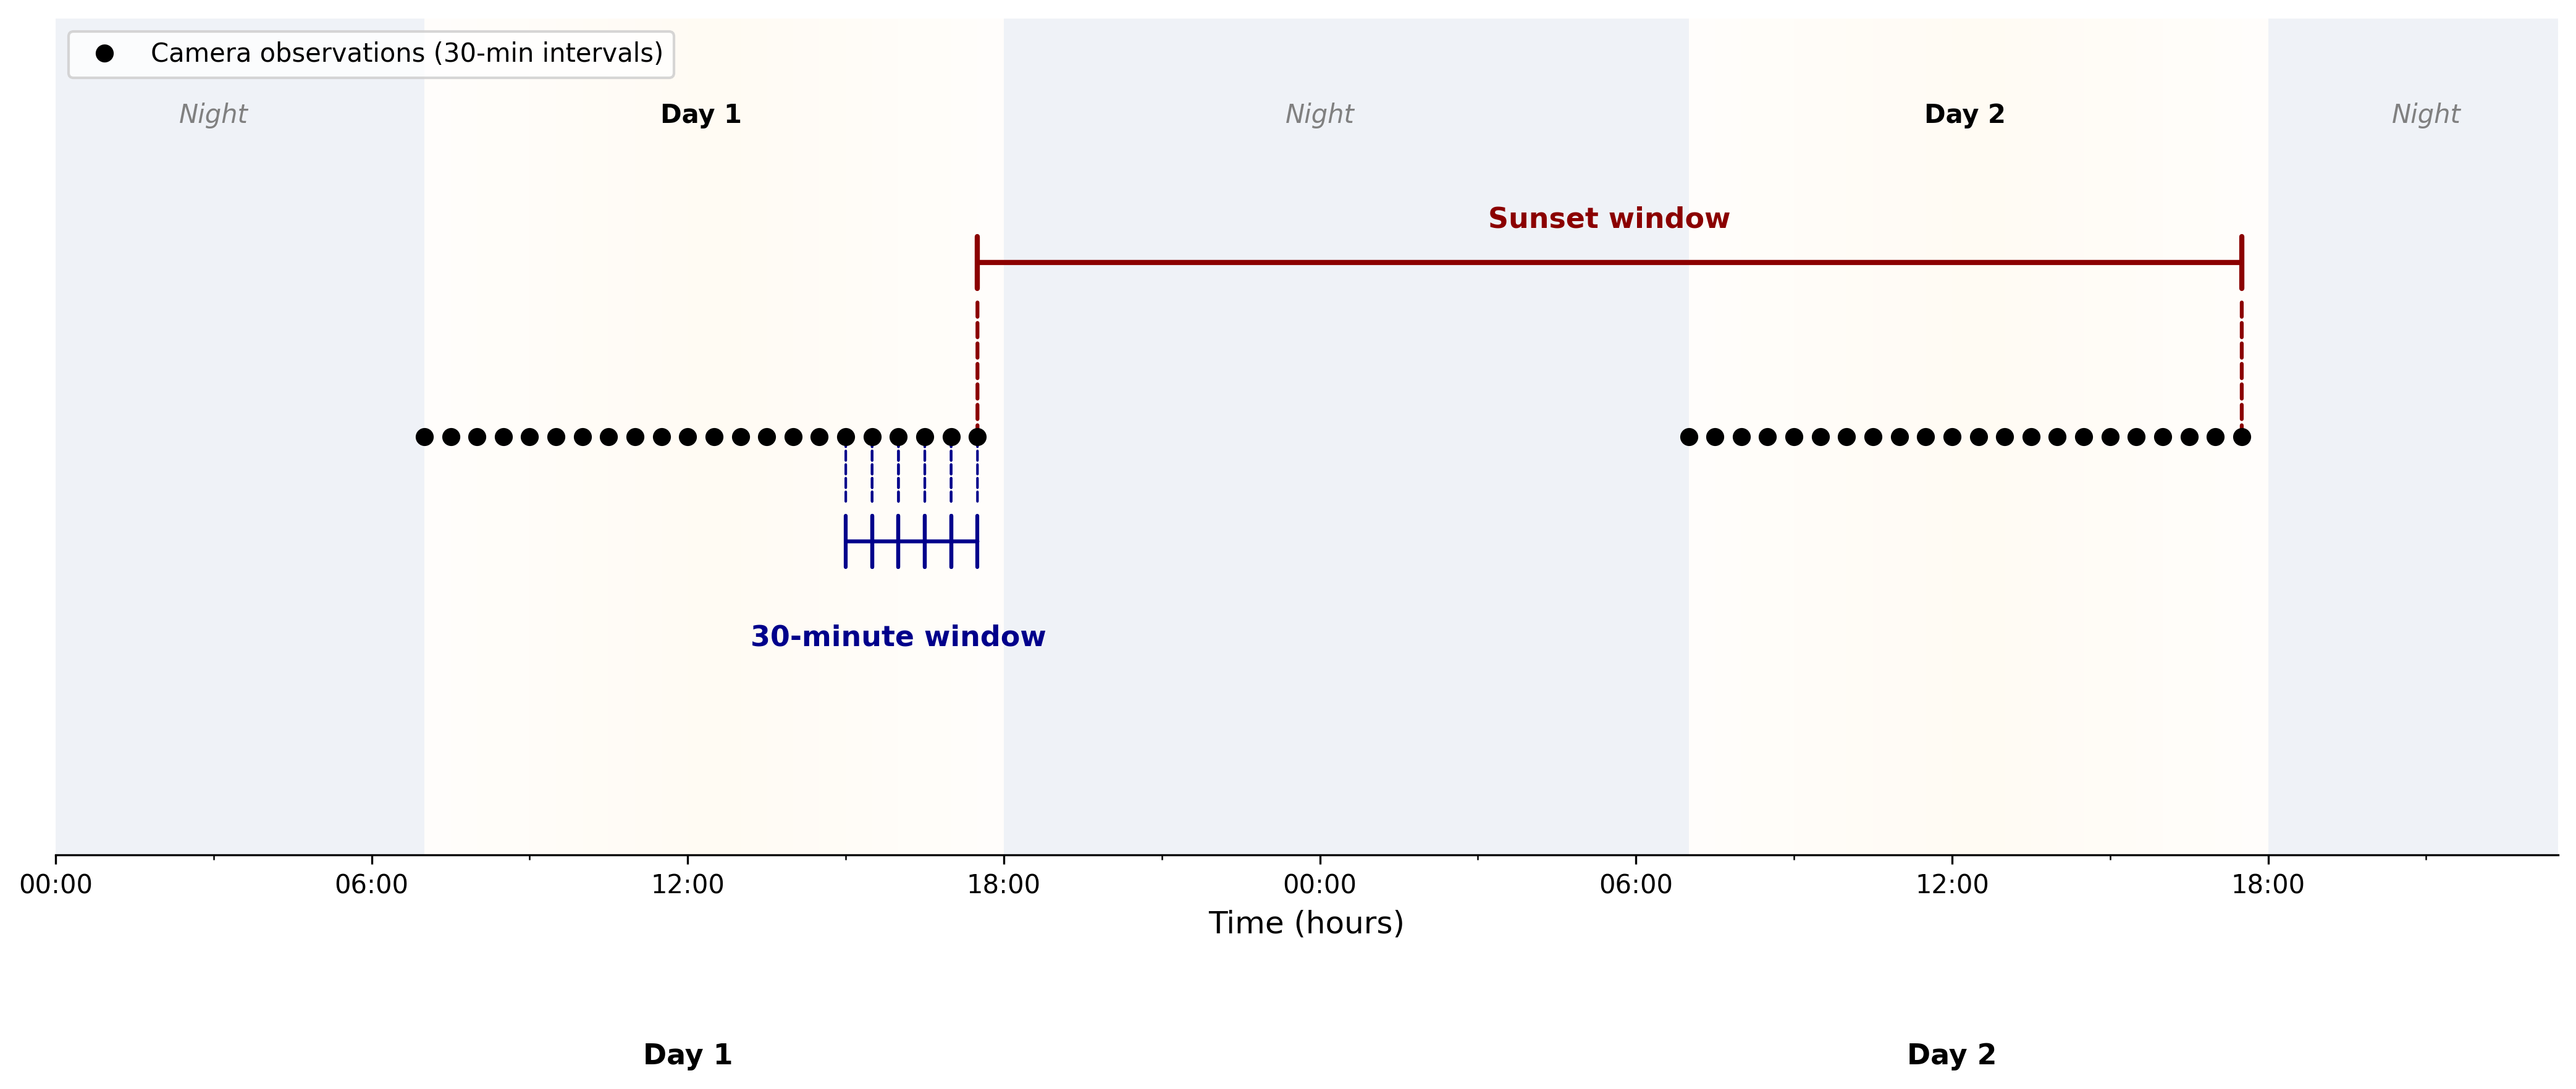 Camera observations (30-min intervals)
Night Day 1 Night Day 2 Night
Sunset window
30-minute window
00:00 06:00 12:00 18:00 00:00 06:00 12:00 18:00
Time (hours)
Day 1 Day 2